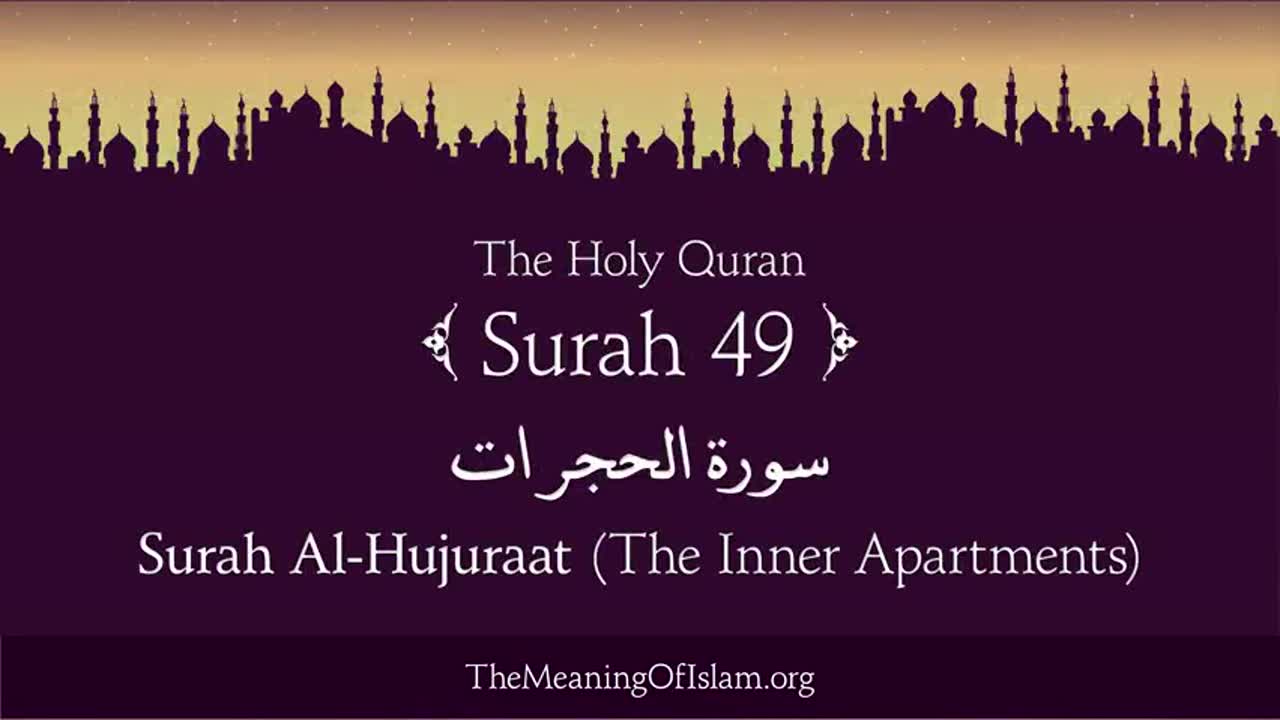 The Holy Quran
Surah 49
سورة الحجرات
Surah Al-Hujuraat (The Inner Apartments)
TheMeaningOfIslam.org